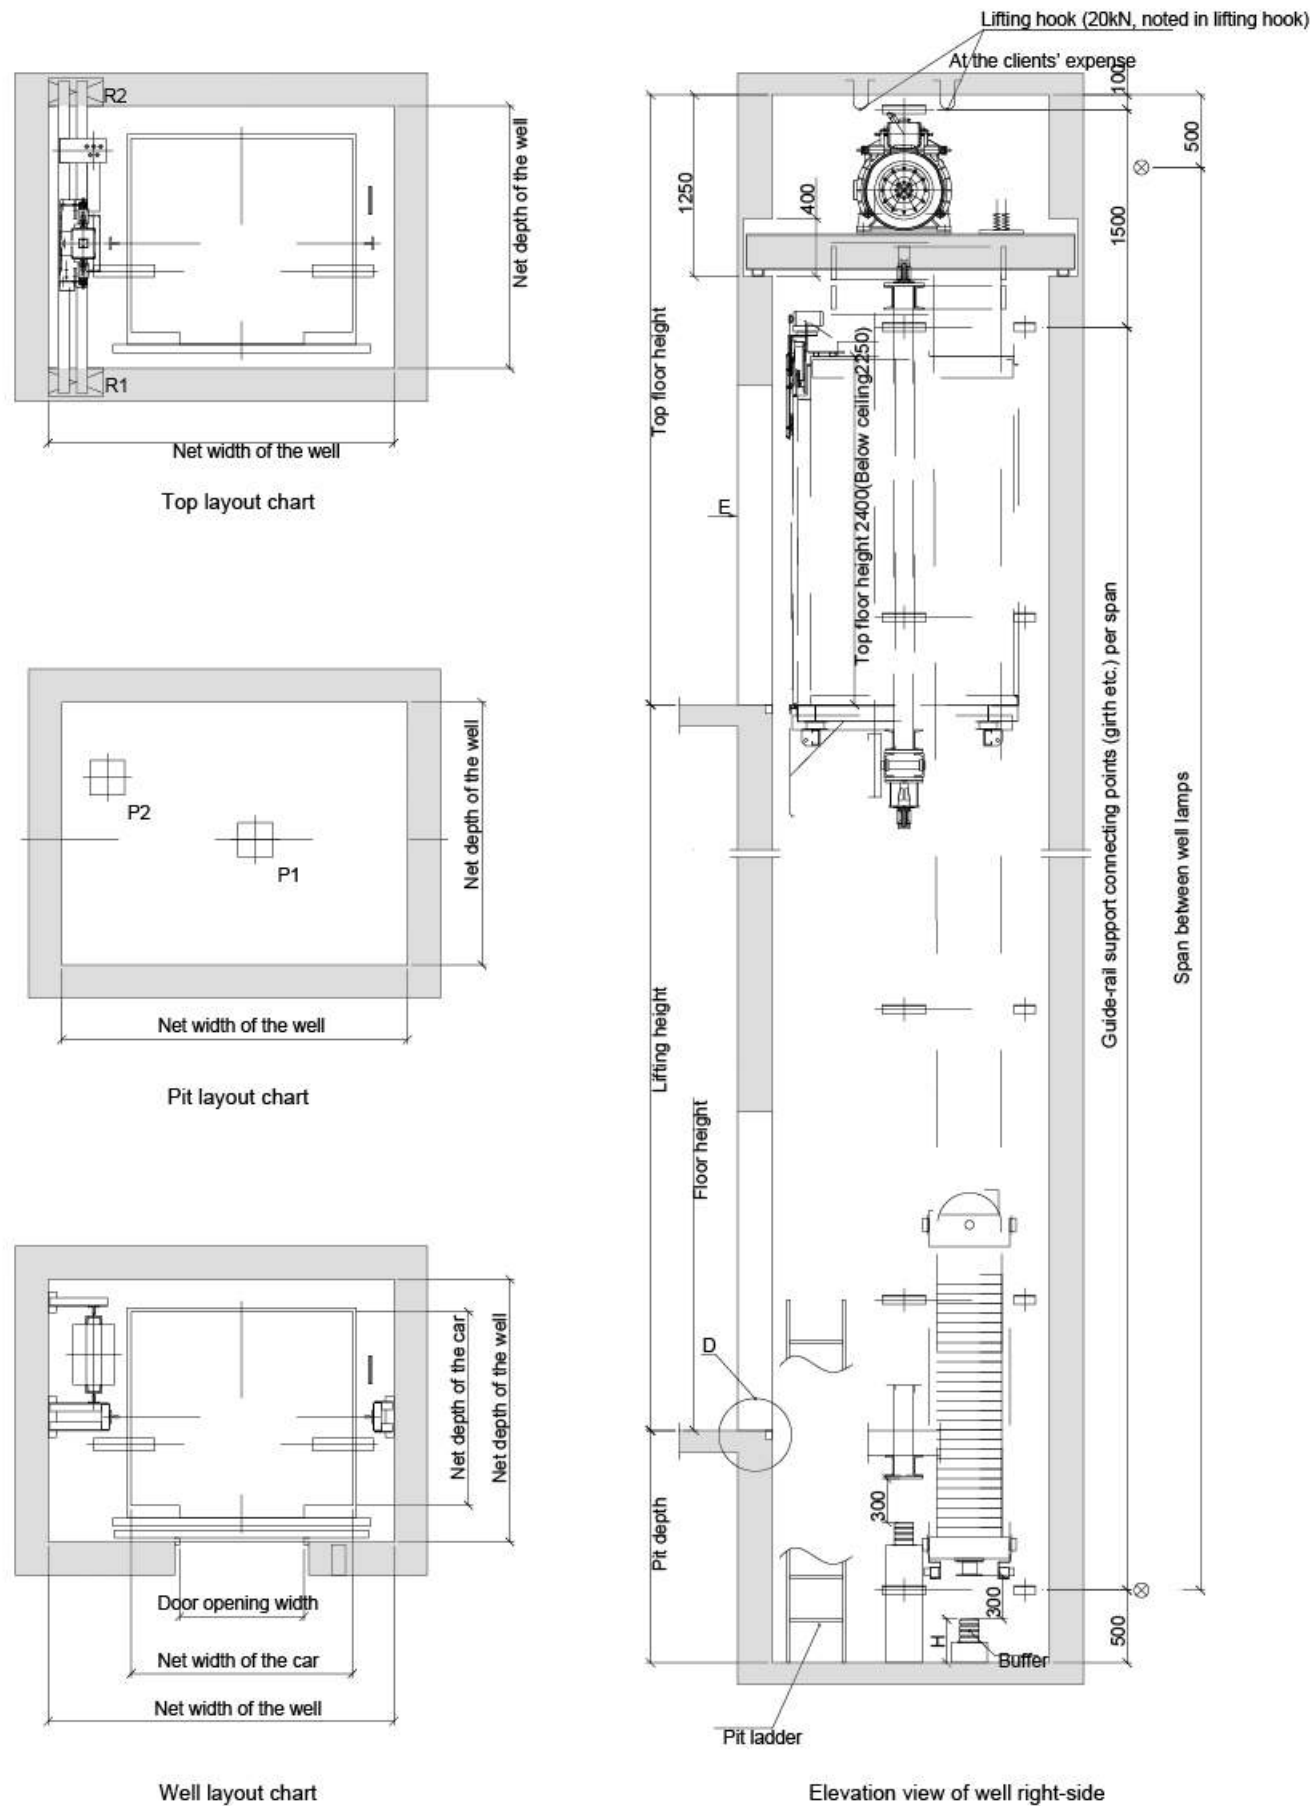 Lifting hook (20kN, noted in lifting hook)
At the clients' expense
100
500
1250
400
1500
R2
R1
Net depth of the well
Net width of the well
Top layout chart
Top floor height
Top floor height 2400(Below ceiling2250)
E
Guide-rail support connecting points (girth etc.) per span
Span between well lamps
P2
P1
Net depth of the well
Net width of the well
Pit layout chart
Lifting height
Floor height
D
Net depth of the car
Net depth of the well
Door opening width
Net width of the car
Net width of the well
Well layout chart
Pit depth
300
300
H
500
Buffer
Pit ladder
Elevation view of well right-side